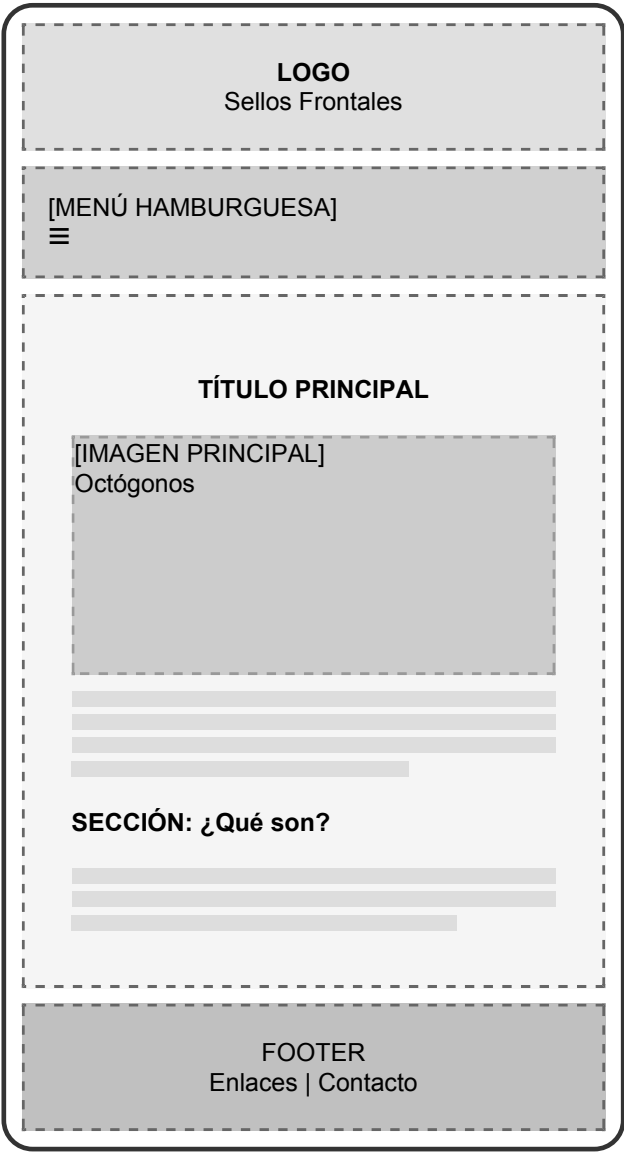 LOGO
Sellos Frontales
[MENÚ HAMBURGUESA]
≡
TÍTULO PRINCIPAL
[IMAGEN PRINCIPAL]
Octógonos
SECCIÓN: ¿Qué son?
FOOTER
Enlaces | Contacto